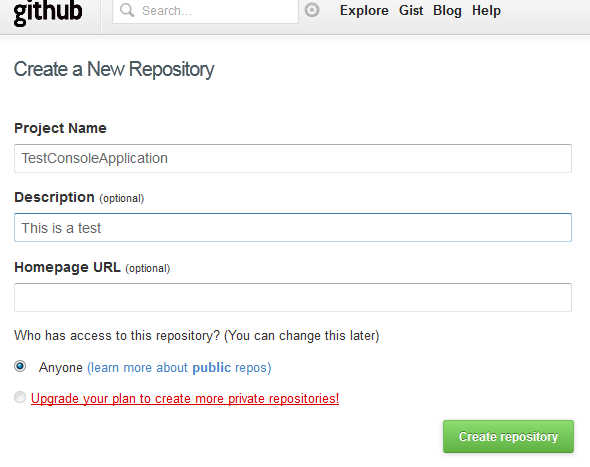 github Search... Explore Gist Blog Help
Create a New Repository
Project Name
TestConsoleApplication
Description (optional)
This is a test
Homepage URL (optional)
Who has access to this repository? (You can change this later)
Anyone (learn more about public repos)
Upgrade your plan to create more private repositories!
Create repository